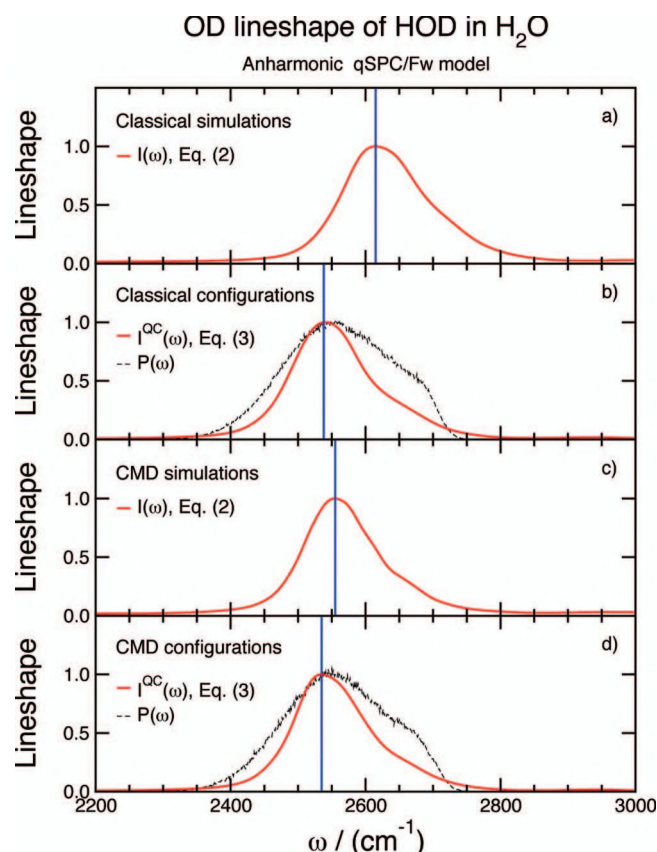 OD lineshape of HOD in H2O
Anharmonic qSPC/Fw model
Classical simulations
a)
I(ω), Eq. (2)
Lineshape
1.0
0.5
0.0
Classical configurations
b)
I^QC(ω), Eq. (3)
P(ω)
Lineshape
1.0
0.5
0.0
CMD simulations
c)
I(ω), Eq. (2)
Lineshape
1.0
0.5
0.0
CMD configurations
d)
I^QC(ω), Eq. (3)
P(ω)
Lineshape
1.0
0.5
0.0
2200 2400 2600 2800 3000
ω / (cm⁻¹)